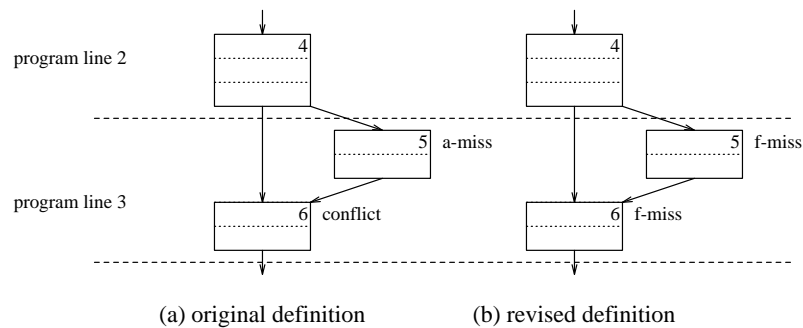 program line 2
4
4
5
a-miss
5
f-miss
program line 3
6
conflict
6
f-miss
(a) original definition
(b) revised definition